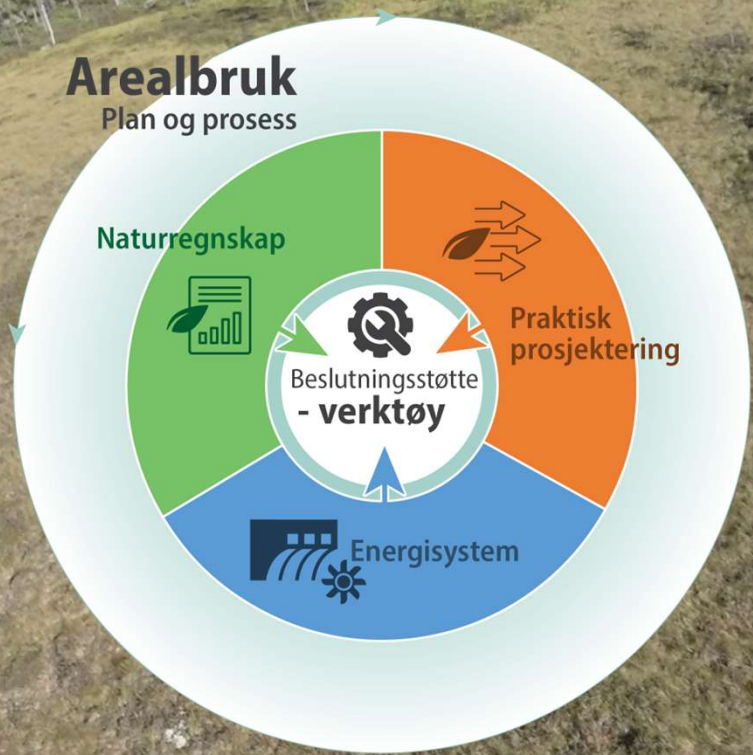 Arealbruk
Plan og prosess
Naturregnskap
Praktisk
prosjektering
Beslutningsstøtte
- verktøy
Energisystem